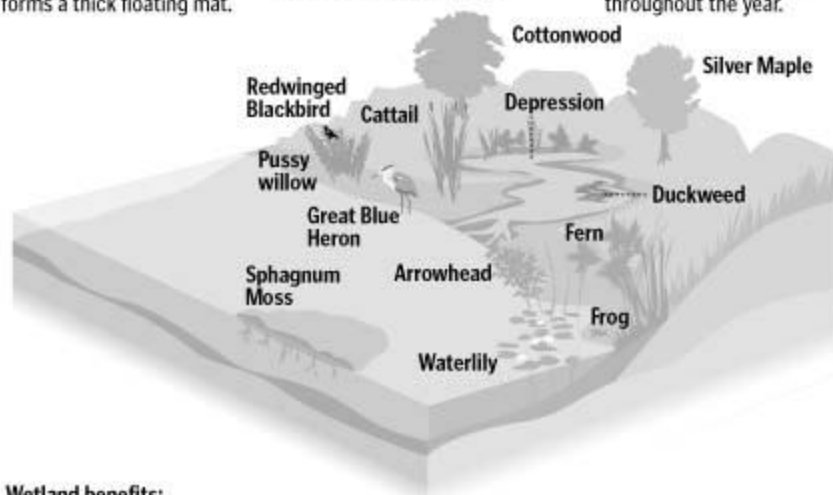 forms a thick floating mat.
throughout the year.
Cottonwood
Silver Maple
Redwinged
Blackbird
Cattail
Depression
Pussy
willow
Duckweed
Great Blue
Heron
Fern
Sphagnum
Moss
Arrowhead
Frog
Waterlily
Wetland benefits: